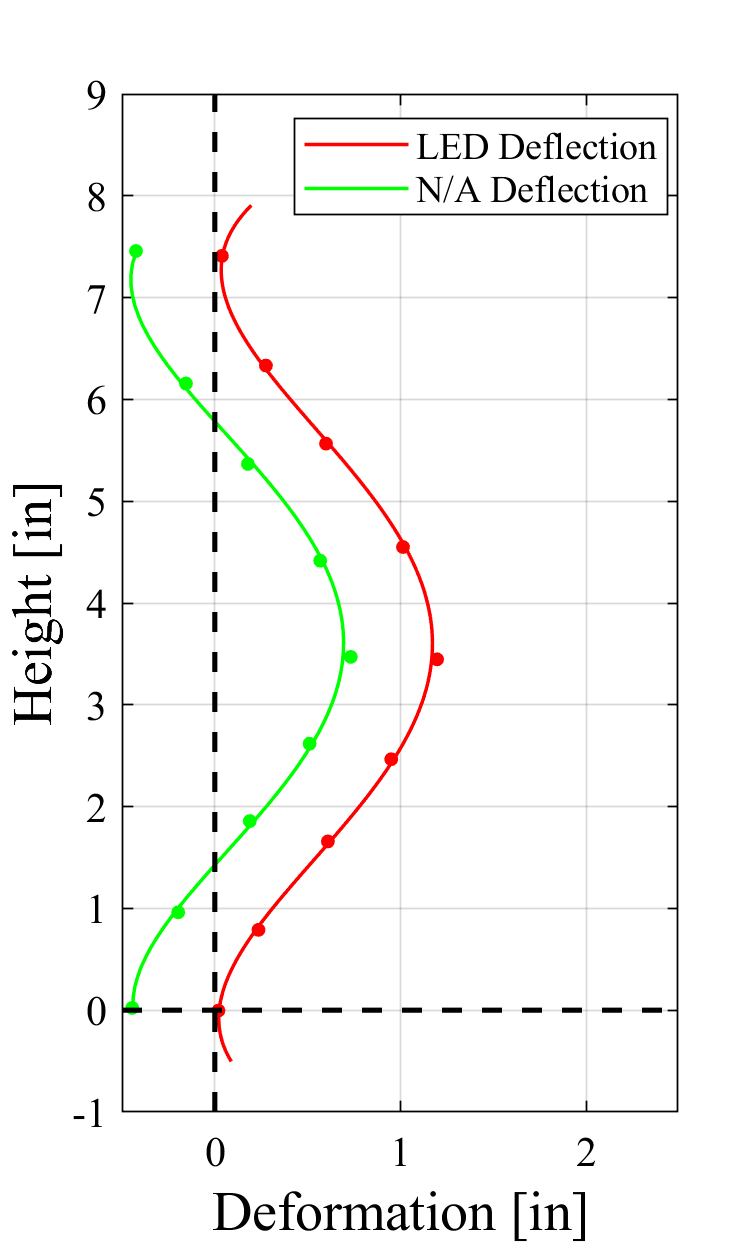 LED Deflection
N/A Deflection
9
8
7
6
5
4
3
2
1
0
-1
0 1 2
Height [in]
Deformation [in]